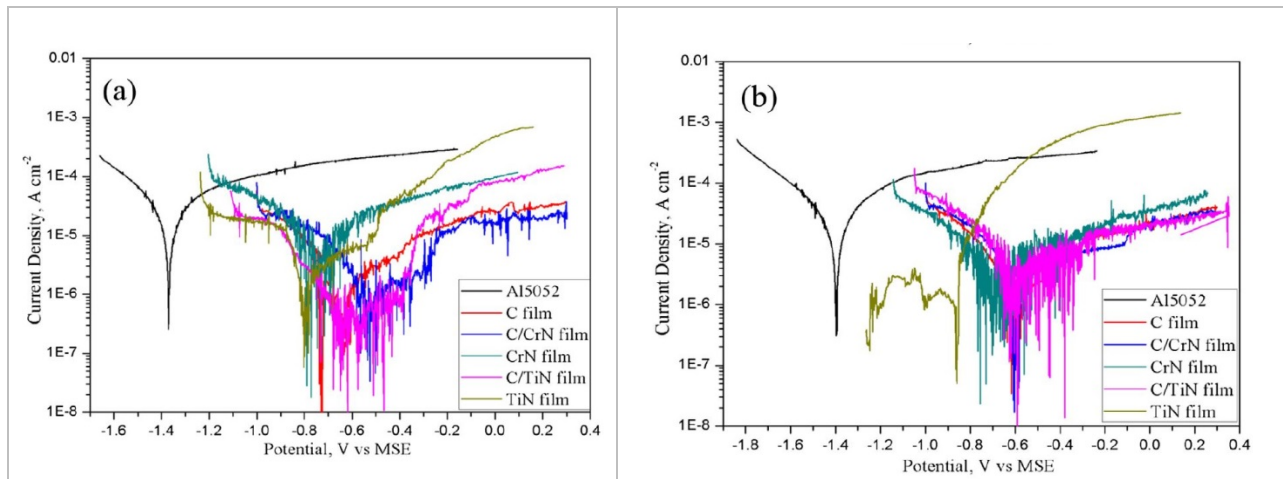 (a)
0.01
1E-3
1E-4
1E-5
1E-6
1E-7
1E-8
Current Density, A cm-2
-1.6 -1.4 -1.2 -1.0 -0.8 -0.6 -0.4 -0.2 0.0 0.2 0.4
Potential, V vs MSE
Al5052
C film
C/CrN film
CrN film
C/TiN film
TiN film
(b)
0.01
1E-3
1E-4
1E-5
1E-6
1E-7
1E-8
Current Density, A cm-2
-1.8 -1.6 -1.4 -1.2 -1.0 -0.8 -0.6 -0.4 -0.2 0.0 0.2 0.4
Potential, V vs MSE
Al5052
C film
C/CrN film
CrN film
C/TiN film
TiN film